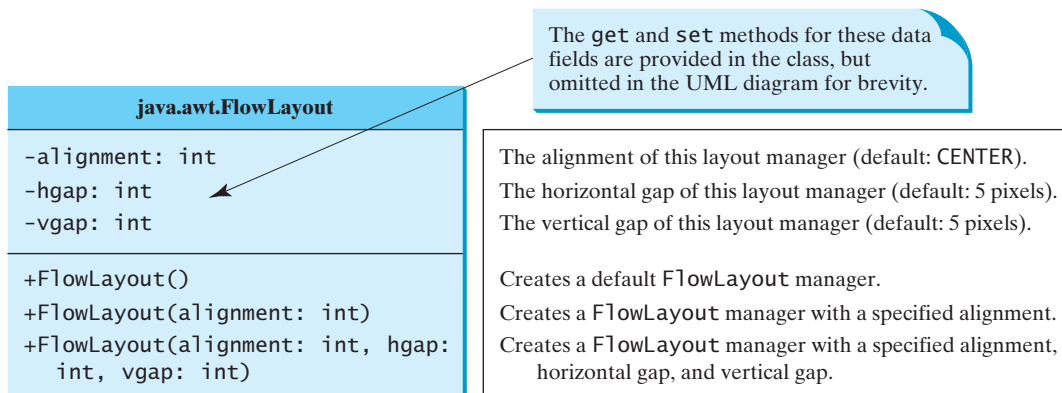 The get and set methods for these data
fields are provided in the class, but
omitted in the UML diagram for brevity.
java.awt.FlowLayout
-alignment: int
-hgap: int
-vgap: int
The alignment of this layout manager (default: CENTER).
The horizontal gap of this layout manager (default: 5 pixels).
The vertical gap of this layout manager (default: 5 pixels).
+FlowLayout()
+FlowLayout(alignment: int)
+FlowLayout(alignment: int, hgap:
int, vgap: int)
Creates a default FlowLayout manager.
Creates a FlowLayout manager with a specified alignment.
Creates a FlowLayout manager with a specified alignment,
horizontal gap, and vertical gap.